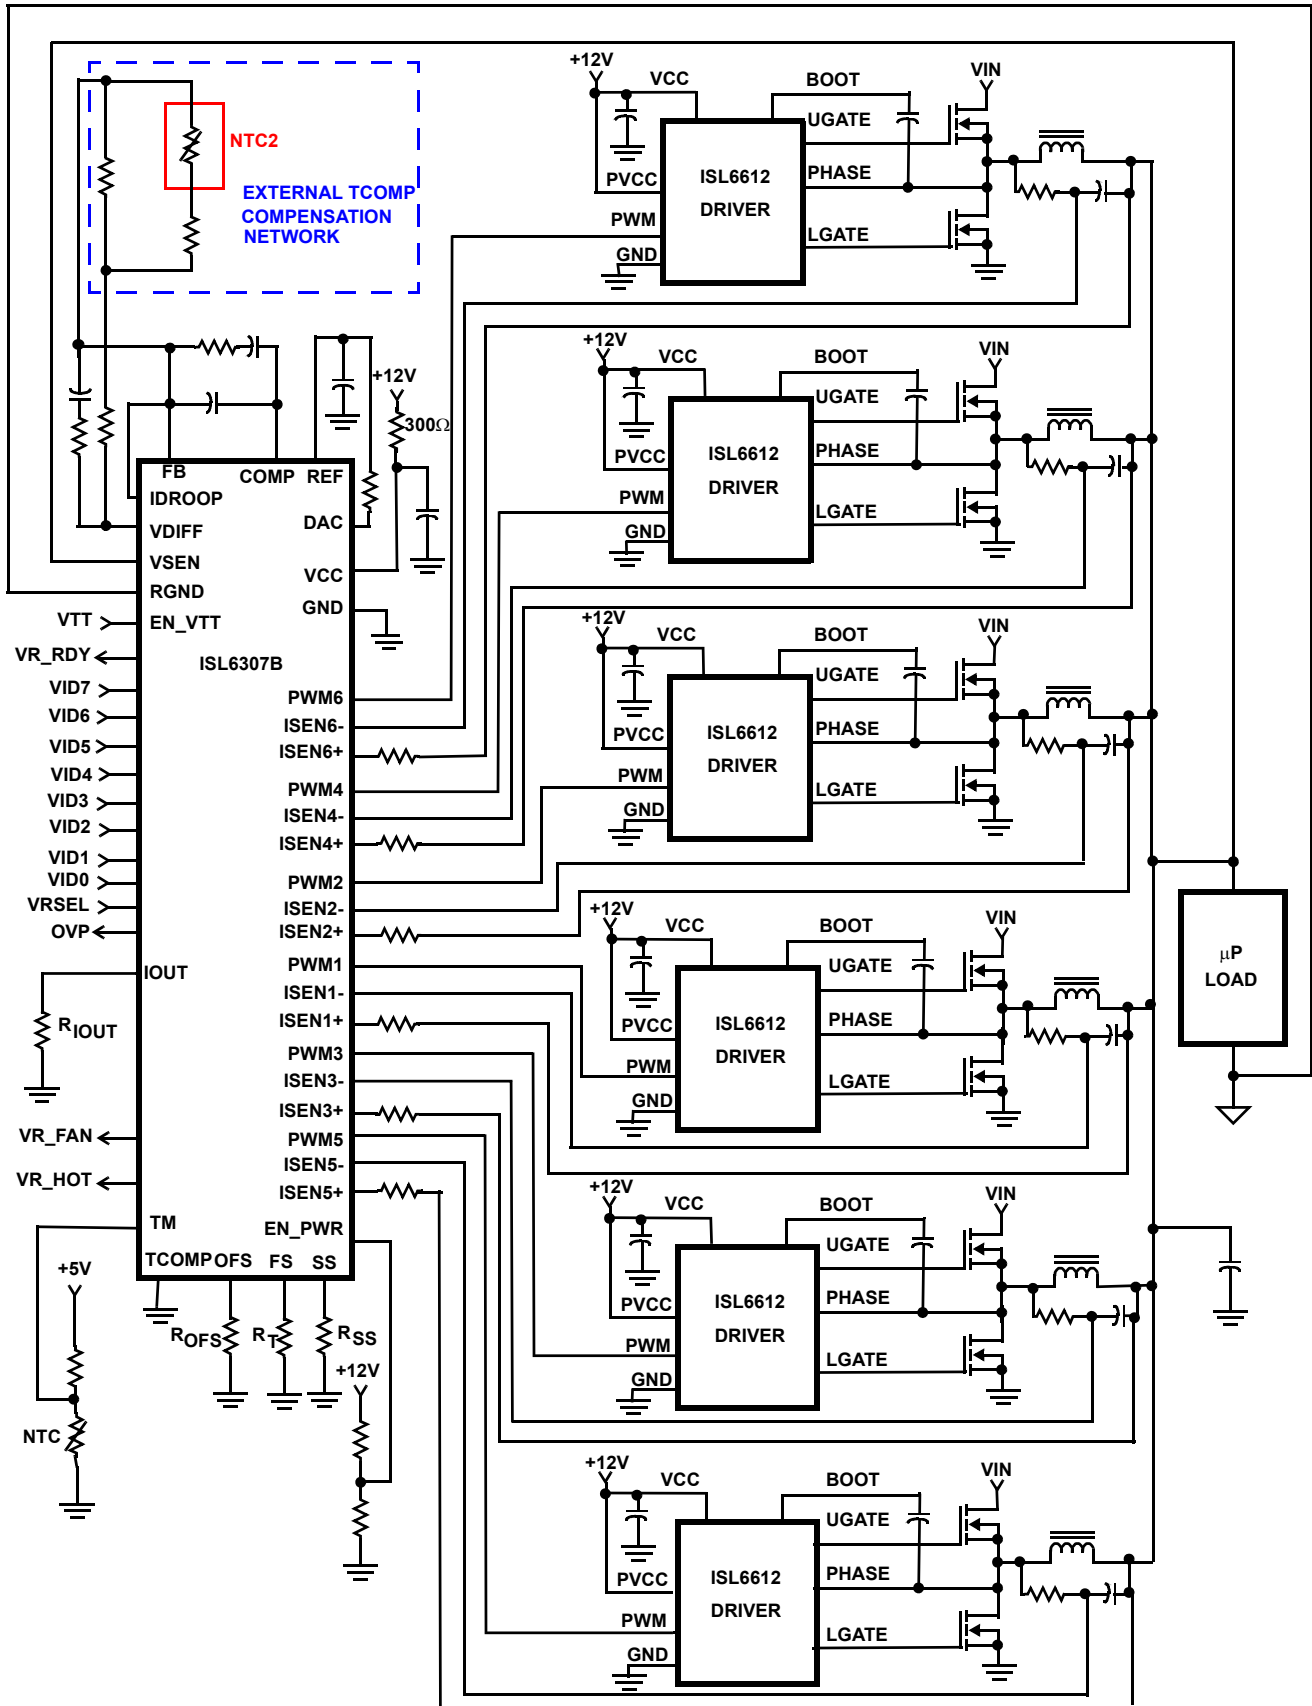 NTC2
EXTERNAL TCOMP
COMPENSATION
NETWORK
+12V
300Ω
FB
COMP
REF
IDROOP
VDIFF
VSEN
RGND
EN_VTT
DAC
VCC
GND
ISL6307B
VTT
VR_RDY
VID7
VID6
VID5
VID4
VID3
VID2
VID1
VID0
VRSEL
OVP
IOUT
RIOUT
VR_FAN
VR_HOT
TM
PWM6
ISEN6-
ISEN6+
PWM4
ISEN4-
ISEN4+
PWM2
ISEN2-
ISEN2+
PWM1
ISEN1-
ISEN1+
PWM3
ISEN3-
ISEN3+
PWM5
ISEN5-
ISEN5+
EN_PWR
TCOMP
OFS
FS
SS
+5V
NTC
ROFS
RT
RSS
+12V
+12V
VCC
BOOT
VIN
UGATE
PVCC
ISL6612
DRIVER
PHASE
PWM
LGATE
GND
+12V
VCC
BOOT
VIN
UGATE
PVCC
ISL6612
DRIVER
PHASE
PWM
LGATE
GND
+12V
VCC
BOOT
VIN
UGATE
PVCC
ISL6612
DRIVER
PHASE
PWM
LGATE
GND
+12V
VCC
BOOT
VIN
UGATE
PVCC
ISL6612
DRIVER
PHASE
PWM
LGATE
GND
+12V
VCC
BOOT
VIN
UGATE
PVCC
ISL6612
DRIVER
PHASE
PWM
LGATE
GND
+12V
VCC
BOOT
VIN
UGATE
PVCC
ISL6612
DRIVER
PHASE
PWM
LGATE
GND
μP
LOAD